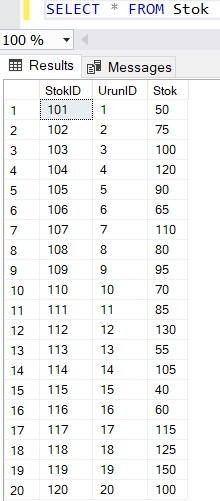 SELECT * FROM Stok
100 %
Results Messages
StokID UrunID Stok
1 101 1 50
2 102 2 75
3 103 3 100
4 104 4 120
5 105 5 90
6 106 6 65
7 107 7 110
8 108 8 80
9 109 9 95
10 110 10 70
11 111 11 85
12 112 12 130
13 113 13 55
14 114 14 105
15 115 15 40
16 116 16 60
17 117 17 115
18 118 18 125
19 119 19 150
20 120 20 100